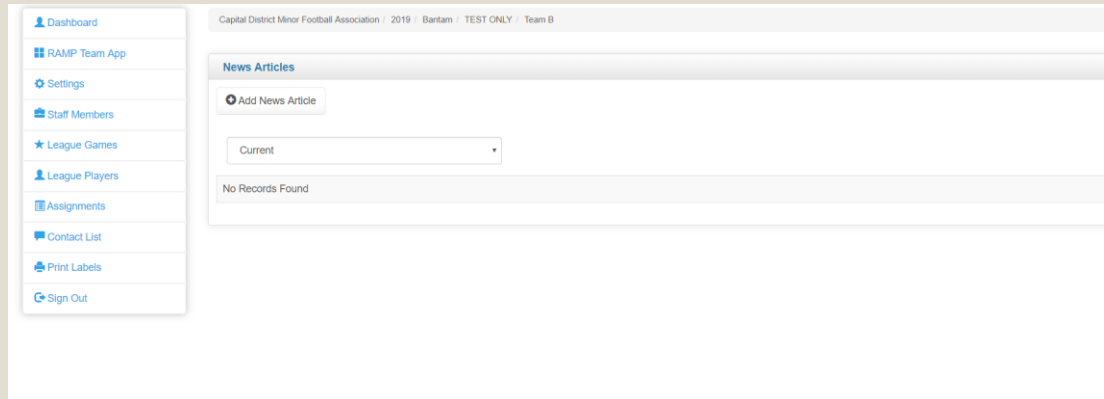 Dashboard
RAMP Team App
Settings
Staff Members
League Games
League Players
Assignments
Contact List
Print Labels
Sign Out
Capital District Minor Football Association / 2019 / Bantam / TEST ONLY / Team B
News Articles
Add News Article
Current
No Records Found